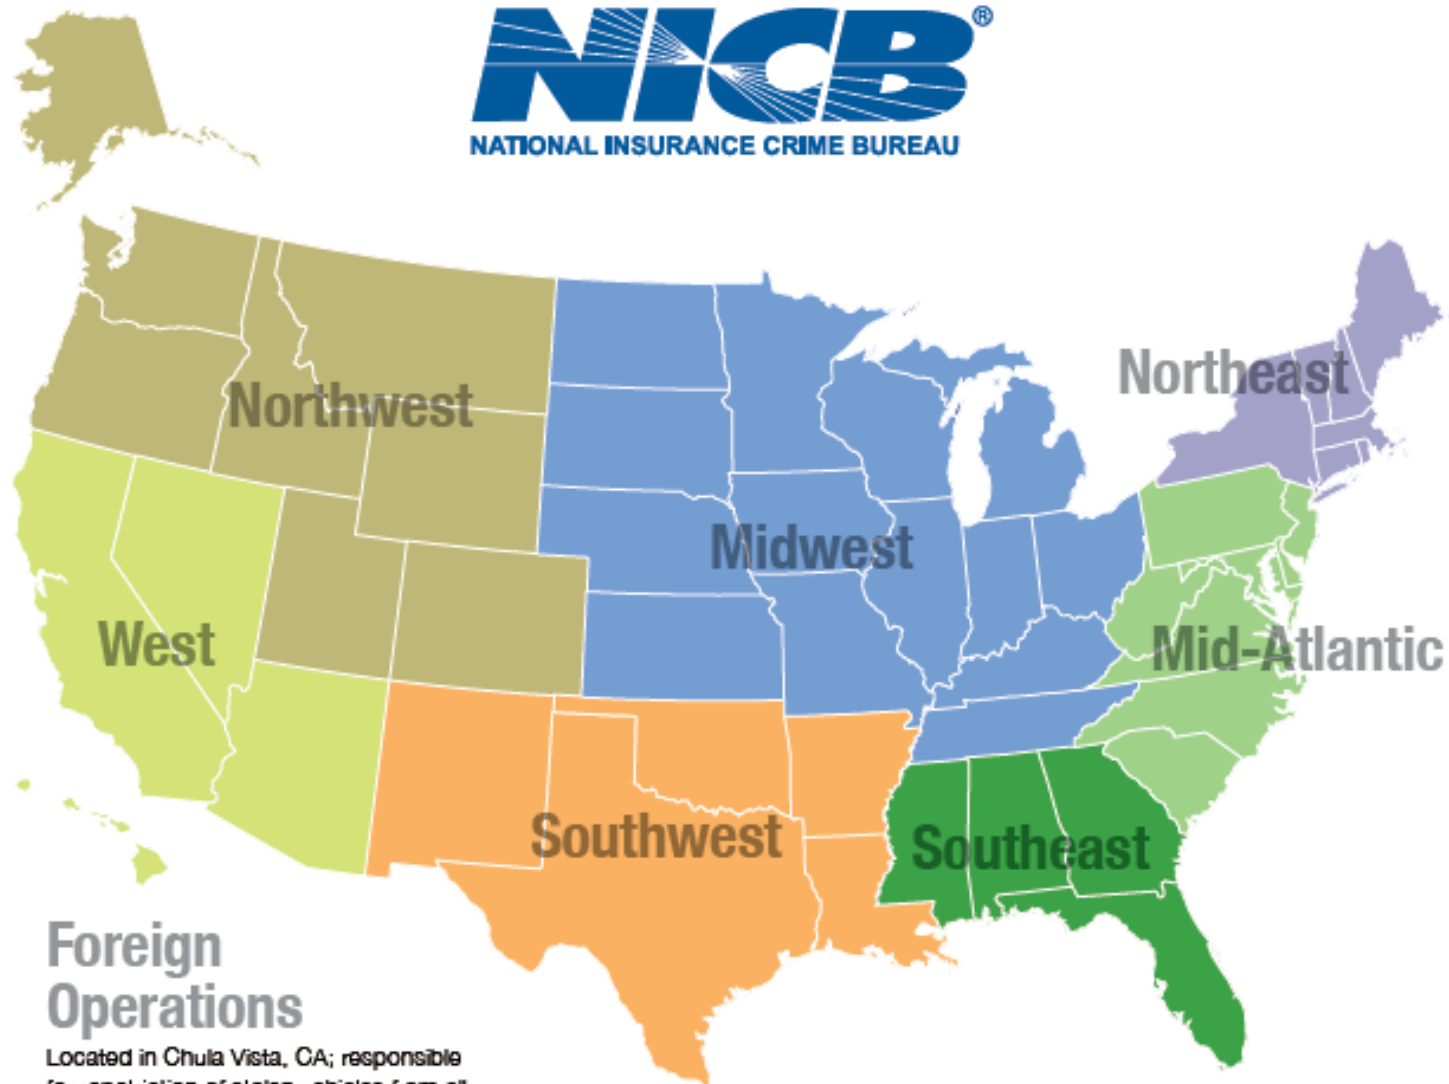 NICB®
NATIONAL INSURANCE CRIME BUREAU
Northeast
Northwest
Midwest
West
Mid-Atlantic
Southwest
Southeast
Foreign
Operations
Located in Chula Vista, CA; responsible